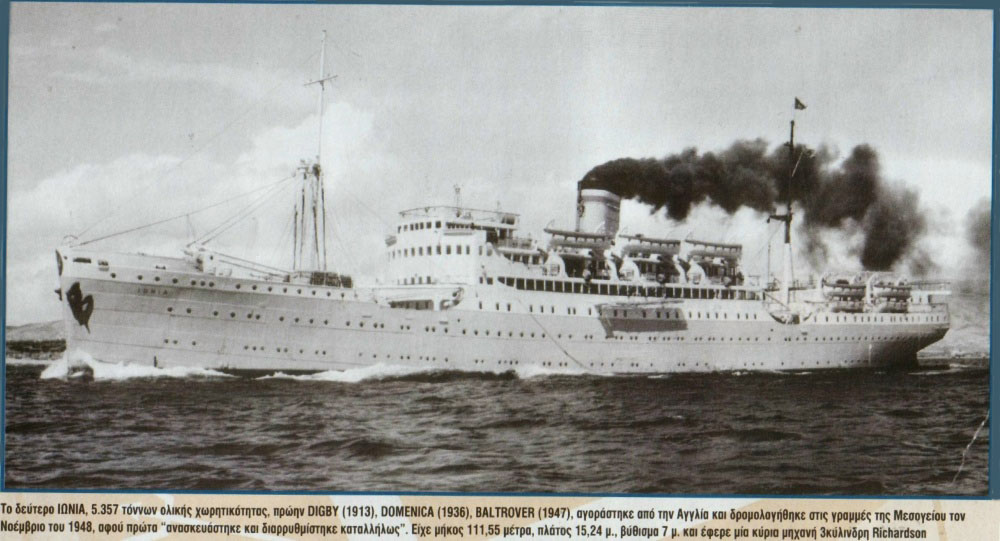 IONIA
Το δεύτερο ΙΩΝΙΑ, 5.357 τόννων ολικής χωρητικότητος, πρώην DIGBY (1913), DOMENICA (1936), BALTROVER (1947), αγοράστηκε από την Αγγλία και δρομολογήθηκε στις γραμμές της Μεσογείου τον
Νοέμβριο του 1948, αφού πρώτα "ανασκευάστηκε και διαρρυθμίστηκε καταλλήλως". Είχε μήκος 111,55 μέτρα, πλάτος 15,24 μ., βύθισμα 7 μ. και έφερε μία κύρια μηχανή 3κύλινδρη Richardson